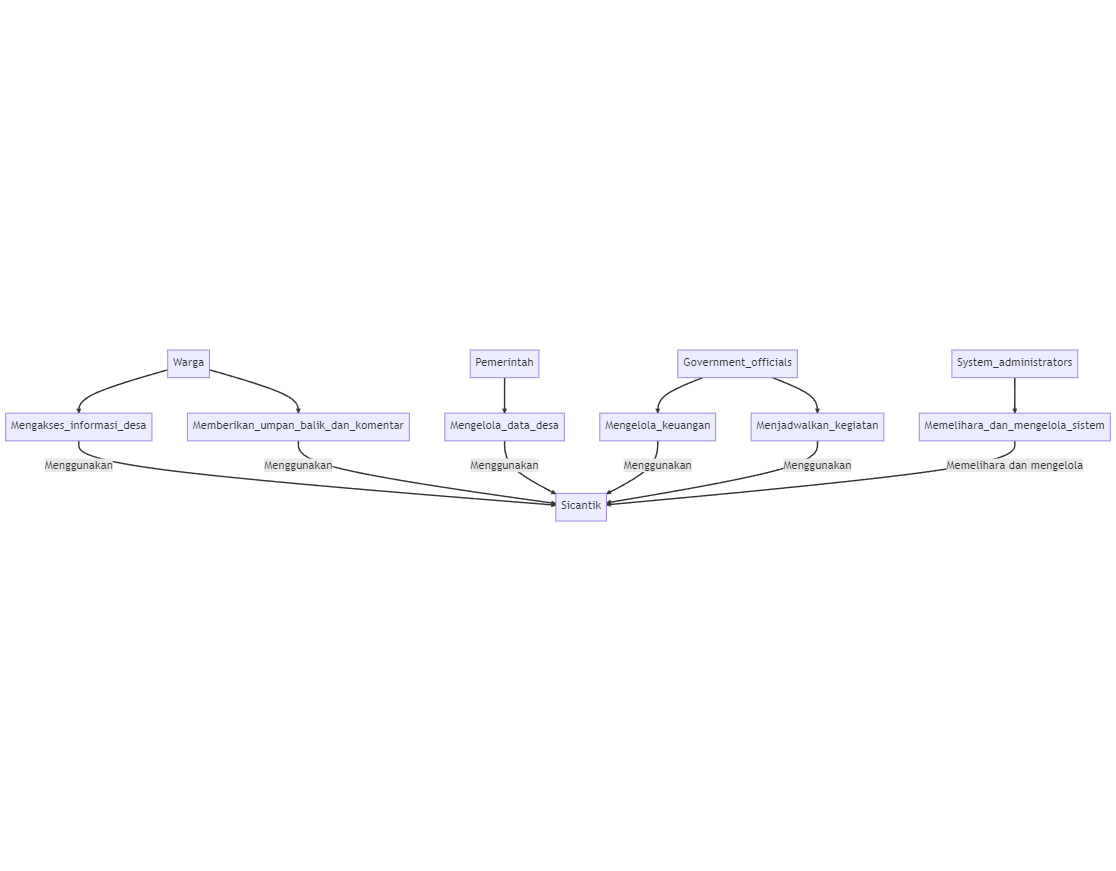 Warga
Pemerintah
Government_officials
System_administrators
Mengakses_informasi_desa
Memberikan_umpan_balik_dan_komentar
Mengelola_data_desa
Mengelola_keuangan
Menjadwalkan_kegiatan
Memelihara_dan_mengelola_sistem
Menggunakan
Menggunakan
Menggunakan
Menggunakan
Menggunakan
Memelihara dan mengelola
Sicantik